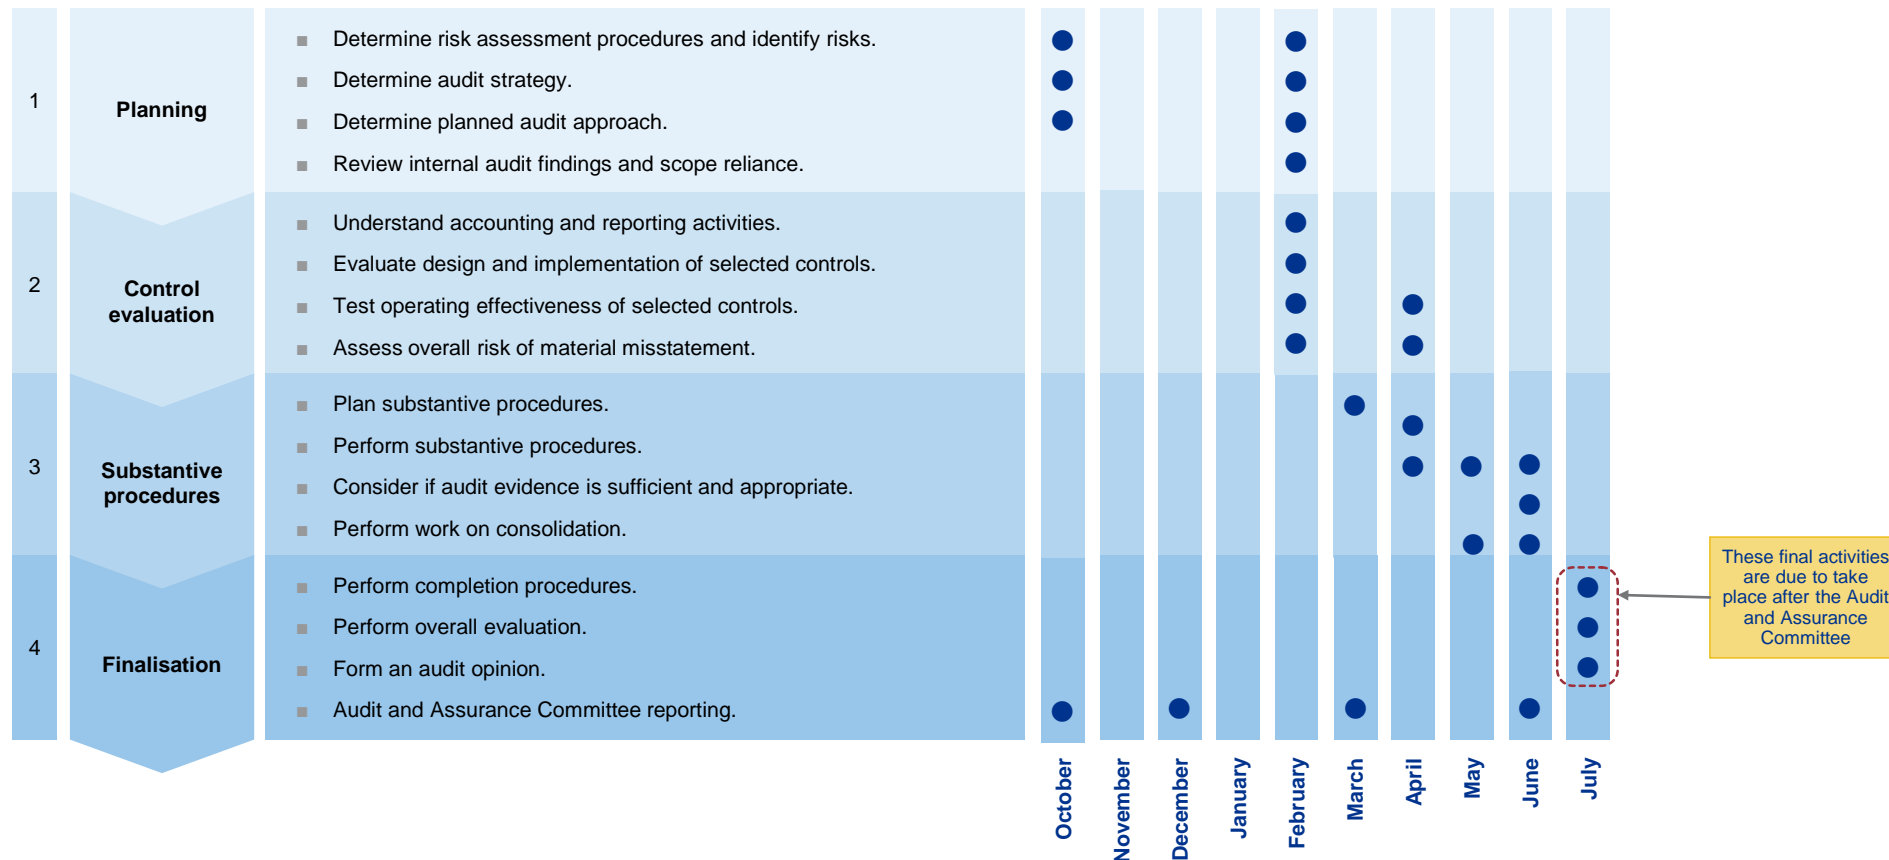 1
Planning
Determine risk assessment procedures and identify risks.
Determine audit strategy.
Determine planned audit approach.
Review internal audit findings and scope reliance.
2
Control
evaluation
Understand accounting and reporting activities.
Evaluate design and implementation of selected controls.
Test operating effectiveness of selected controls.
Assess overall risk of material misstatement.
3
Substantive
procedures
Plan substantive procedures.
Perform substantive procedures.
Consider if audit evidence is sufficient and appropriate.
Perform work on consolidation.
4
Finalisation
Perform completion procedures.
Perform overall evaluation.
Form an audit opinion.
Audit and Assurance Committee reporting.
These final activities
are due to take
place after the Audit
and Assurance
Committee
October
November
December
January
February
March
April
May
June
July